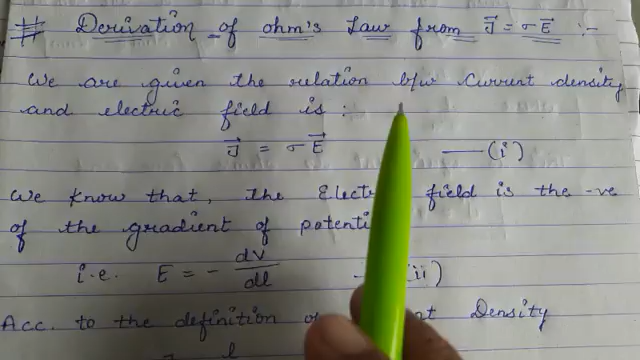 # Derivation of ohm's Law from J⃗ = σE⃗ :-
We are given the relation b/w current density
and electric field is :
J⃗ = σE⃗ —(i)
We know that, the Electr field is the -ve
of the gradient of potenti
i.e. E = - dV/dl (ii)
Acc. to the definition Density